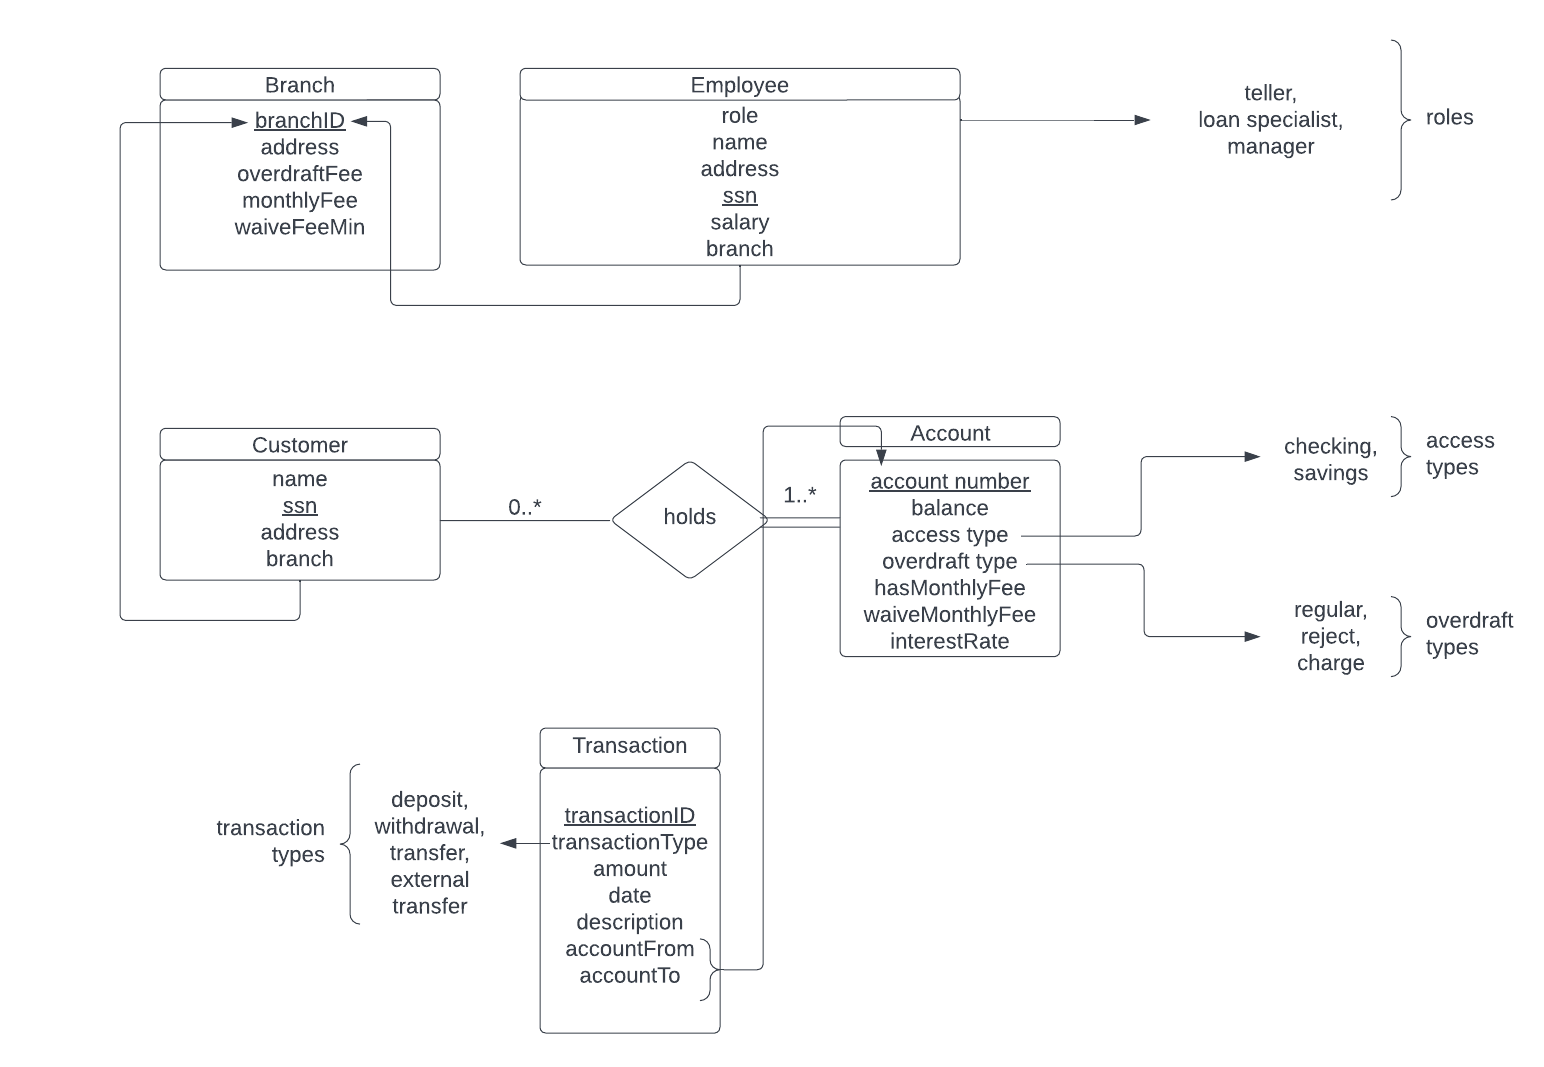 Branch
branchID
address
overdraftFee
monthlyFee
waiveFeeMin
Employee
role
name
address
ssn
salary
branch
teller,
loan specialist,
manager
roles
Customer
name
ssn
address
branch
0..*
holds
1..*
Account
account number
balance
access type
overdraft type
hasMonthlyFee
waiveMonthlyFee
interestRate
checking,
savings
access
types
regular,
reject,
charge
overdraft
types
transaction
types
deposit,
withdrawal,
transfer,
external
transfer
Transaction
transactionID
transactionType
amount
date
description
accountFrom
accountTo